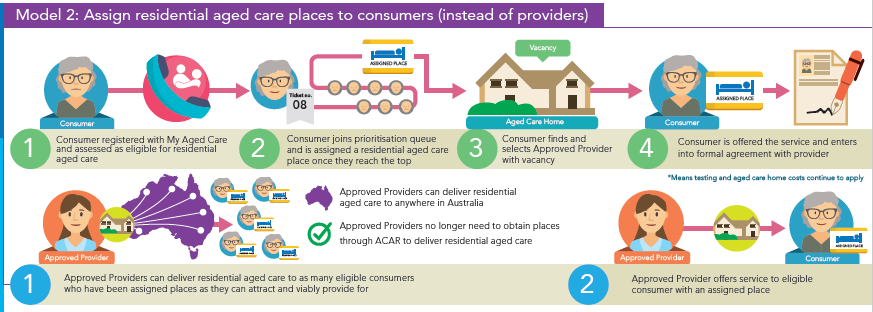 Model 2: Assign residential aged care places to consumers (instead of providers)
Consumer
Ticket no.
08
ASSIGNED PLACE
Vacancy
Aged Care Home
Consumer
ASSIGNED PLACE
1
Consumer registered with My Aged Care
and assessed as eligible for residential
aged care
2
Consumer joins prioritisation queue
and is assigned a residential aged care
place once they reach the top
3
Consumer finds and
selects Approved Provider
with vacancy
4
Consumer is offered the service and enters
into formal agreement with provider
*Means testing and aged care home costs continue to apply
Approved Provider
Approved Providers can deliver residential
aged care to anywhere in Australia
Approved Providers no longer need to obtain places
through ACAR to deliver residential aged care
Approved Provider
ASSIGNED PLACE
Consumer
1
Approved Providers can deliver residential aged care to as many eligible consumers
who have been assigned places as they can attract and viably provide for
2
Approved Provider offers service to eligible
consumer with an assigned place